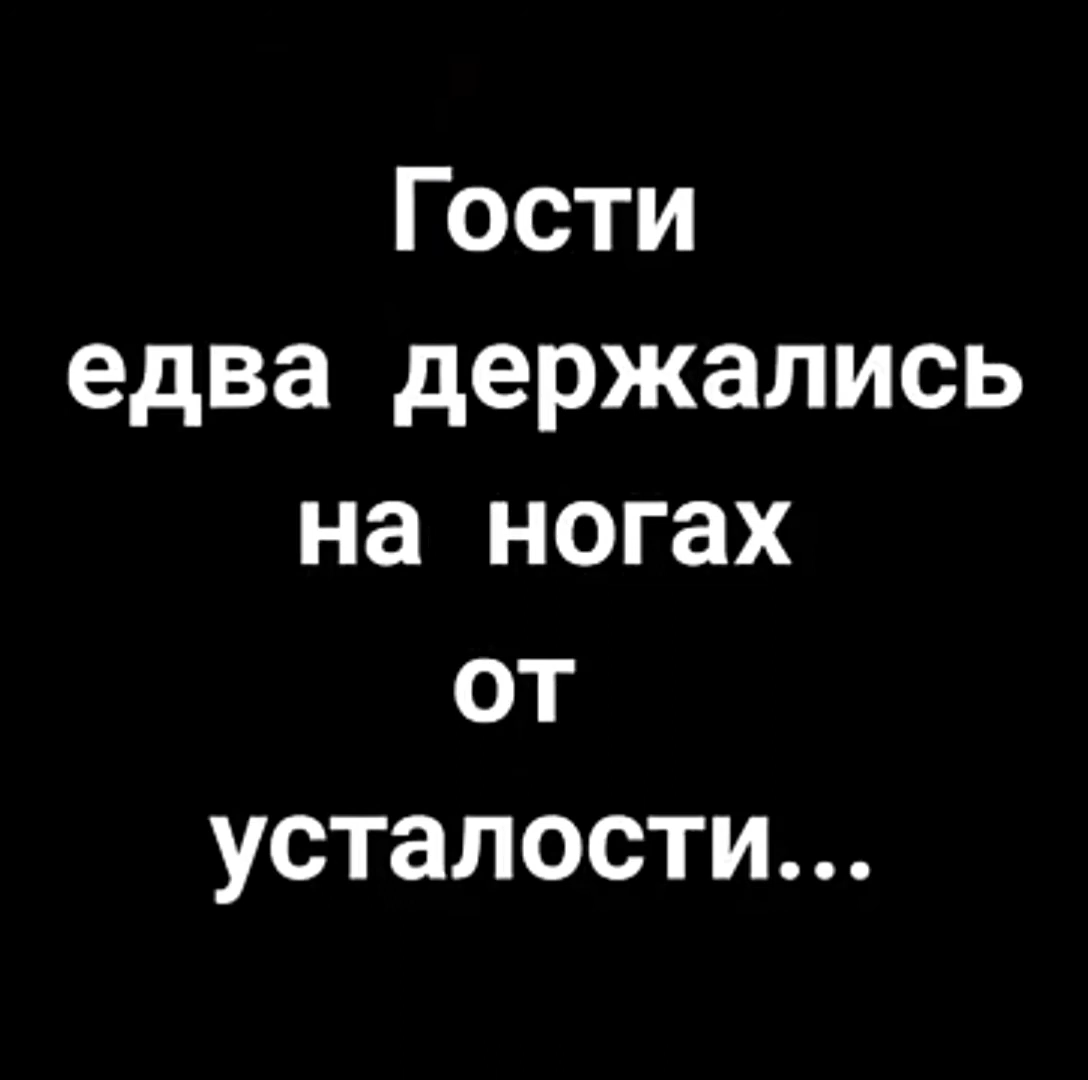 Гости
едва держались
на ногах
от
усталости...